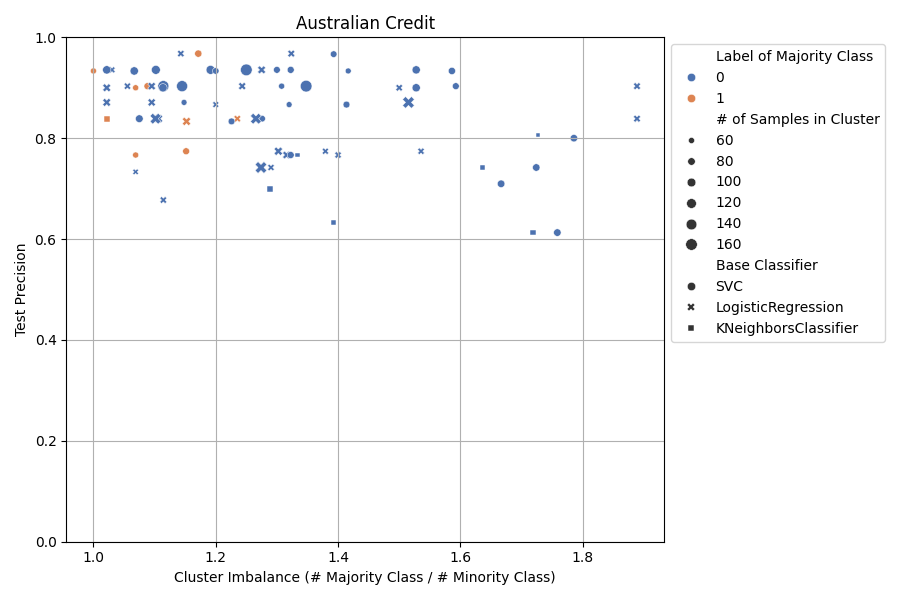 Australian Credit
Test Precision
1.0
0.8
0.6
0.4
0.2
0.0
1.0 1.2 1.4 1.6 1.8
Cluster Imbalance (# Majority Class / # Minority Class)
Label of Majority Class
0
1
# of Samples in Cluster
60
80
100
120
140
160
Base Classifier
SVC
LogisticRegression
KNeighborsClassifier